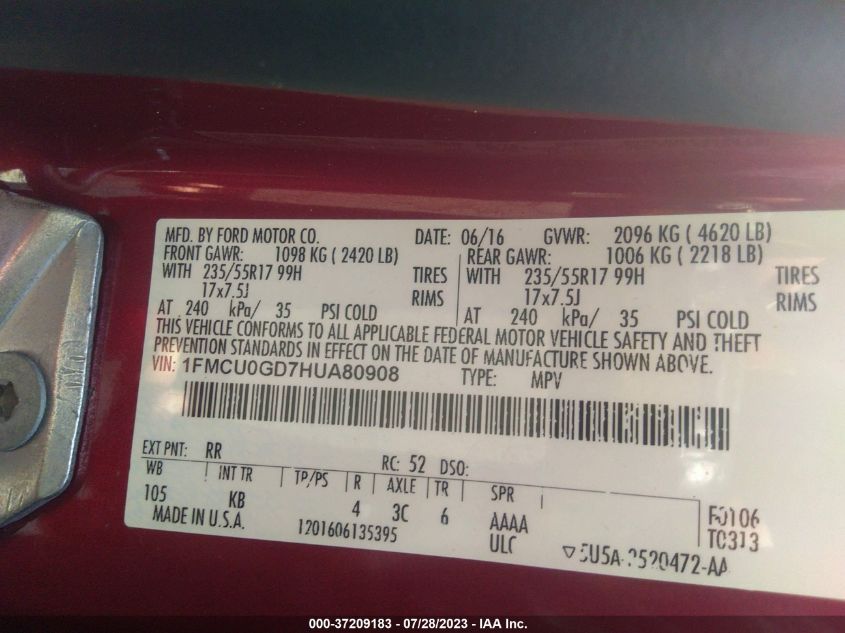 MFD. BY FORD MOTOR CO. DATE: 06/16 GVWR: 2096 KG ( 4620 LB)
FRONT GAWR: 1098 KG ( 2420 LB) REAR GAWR: 1006 KG ( 2218 LB)
WITH 235/55R17 99H TIRES WITH 235/55R17 99H TIRES
17x7.5J RIMS 17x7.5J RIMS
AT 240 kPa/ 35 PSI COLD AT 240 kPa/ 35 PSI COLD
THIS VEHICLE CONFORMS TO ALL APPLICABLE FEDERAL MOTOR VEHICLE SAFETY AND THEFT
PREVENTION STANDARDS IN EFFECT ON THE DATE OF MANUFACTURE SHOWN ABOVE.
VIN: 1FMCU0GD7HUA80908 TYPE: MPV
EXT PNT: RR RC: 52 DSO:
WB INT TR TP/PS R AXLE TR SPR
105 KB 4 3C 6 AAAA F0106
MADE IN U.S.A. 1201606135395 ULC T0313
000-37209183 - 07/28/2023 - IAA Inc.